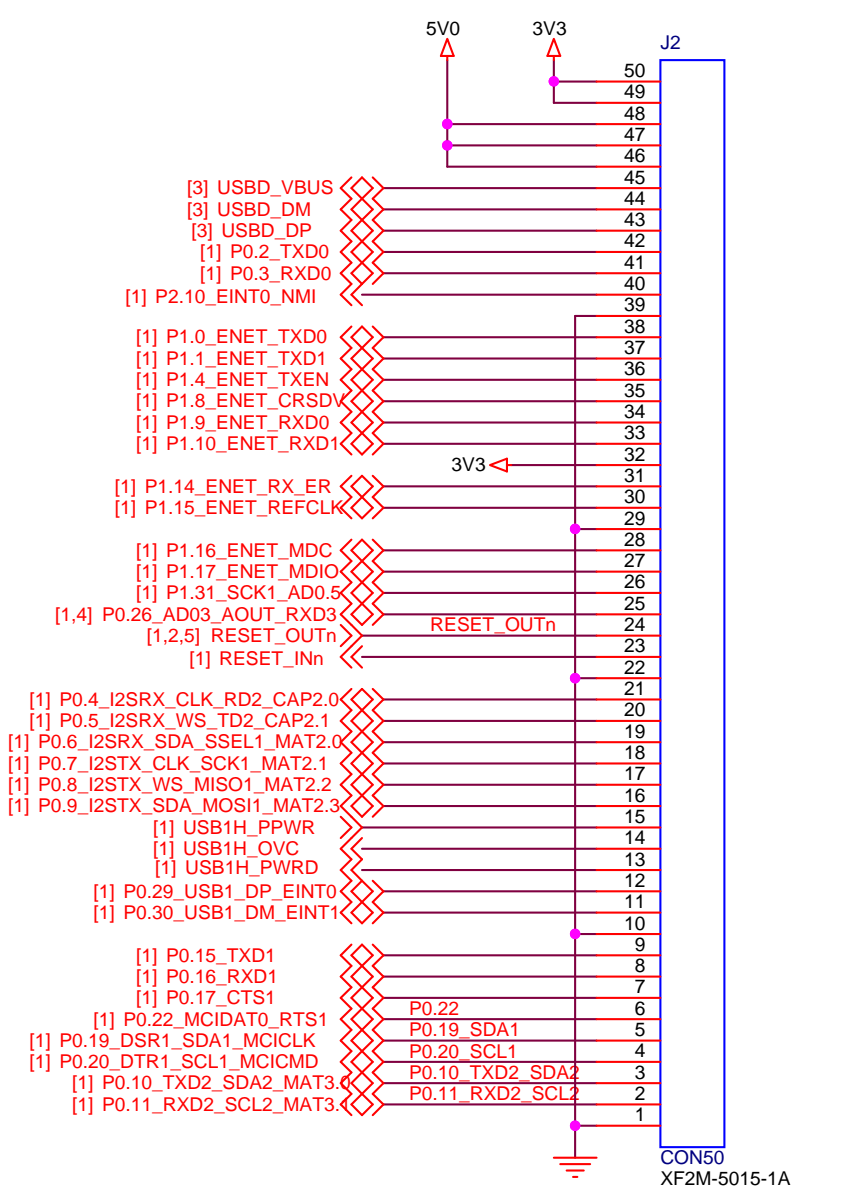 5V0 3V3
J2
50
49
48
47
46
[3] USBD_VBUS 45
[3] USBD_DM 44
[3] USBD_DP 43
[1] P0.2_TXD0 42
[1] P0.3_RXD0 41
[1] P2.10_EINT0_NMI 40
39
[1] P1.0_ENET_TXD0 38
[1] P1.1_ENET_TXD1 37
[1] P1.4_ENET_TXEN 36
[1] P1.8_ENET_CRSDV 35
[1] P1.9_ENET_RXD0 34
[1] P1.10_ENET_RXD1 33
3V3 32
[1] P1.14_ENET_RX_ER 31
[1] P1.15_ENET_REFCLK 30
29
[1] P1.16_ENET_MDC 28
[1] P1.17_ENET_MDIO 27
[1] P1.31_SCK1_AD0.5 26
[1,4] P0.26_AD03_AOUT_RXD3 25
[1,2,5] RESET_OUTn RESET_OUTn 24
[1] RESET_INn 23
22
[1] P0.4_I2SRX_CLK_RD2_CAP2.0 21
[1] P0.5_I2SRX_WS_TD2_CAP2.1 20
[1] P0.6_I2SRX_SDA_SSEL1_MAT2.0 19
[1] P0.7_I2STX_CLK_SCK1_MAT2.1 18
[1] P0.8_I2STX_WS_MISO1_MAT2.2 17
[1] P0.9_I2STX_SDA_MOSI1_MAT2.3 16
[1] USB1H_PPWR 15
[1] USB1H_OVC 14
[1] USB1H_PWRD 13
[1] P0.29_USB1_DP_EINT0 12
[1] P0.30_USB1_DM_EINT1 11
10
[1] P0.15_TXD1 9
[1] P0.16_RXD1 8
[1] P0.17_CTS1 7
[1] P0.22_MCIDAT0_RTS1 P0.22 6
[1] P0.19_DSR1_SDA1_MCICLK P0.19_SDA1 5
[1] P0.20_DTR1_SCL1_MCICMD P0.20_SCL1 4
[1] P0.10_TXD2_SDA2_MAT3.0 P0.10_TXD2_SDA2 3
[1] P0.11_RXD2_SCL2_MAT3.1 P0.11_RXD2_SCL2 2
1
CON50
XF2M-5015-1A